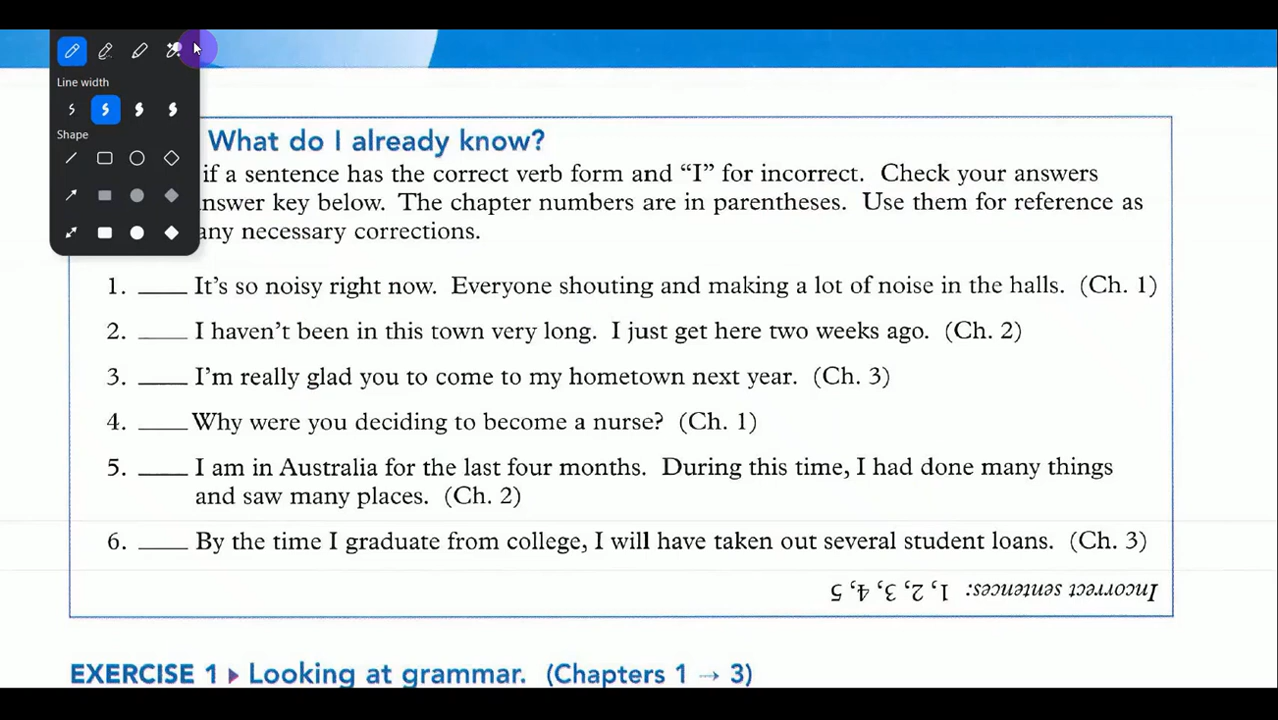 Line width
Shape
What do I already know?
if a sentence has the correct verb form and “I” for incorrect. Check your answers
answer key below. The chapter numbers are in parentheses. Use them for reference as
any necessary corrections.
1. ____ It’s so noisy right now. Everyone shouting and making a lot of noise in the halls. (Ch. 1)
2. ____ I haven’t been in this town very long. I just get here two weeks ago. (Ch. 2)
3. ____ I’m really glad you to come to my hometown next year. (Ch. 3)
4. ____ Why were you deciding to become a nurse? (Ch. 1)
5. ____ I am in Australia for the last four months. During this time, I had done many things
and saw many places. (Ch. 2)
6. ____ By the time I graduate from college, I will have taken out several student loans. (Ch. 3)
Incorrect sentences: 1, 2, 3, 4, 5
EXERCISE 1 ▸ Looking at grammar. (Chapters 1 → 3)